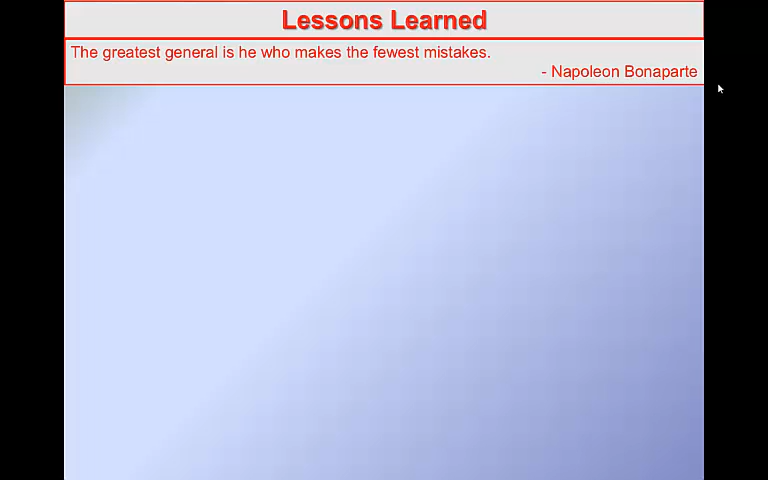 Lessons Learned
The greatest general is he who makes the fewest mistakes.
- Napoleon Bonaparte